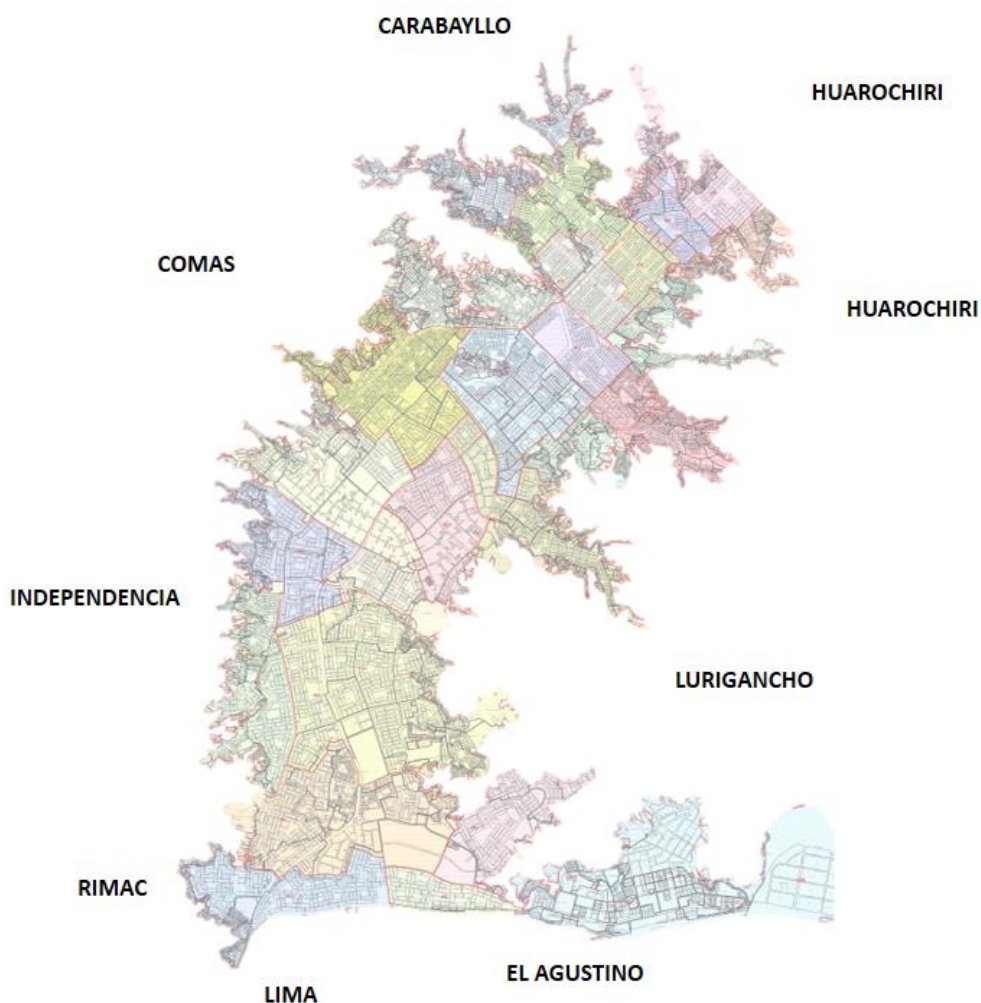 CARABAYLLO
HUAROCHIRI
COMAS
HUAROCHIRI
INDEPENDENCIA
LURIGANCHO
RIMAC
EL AGUSTINO
LIMA